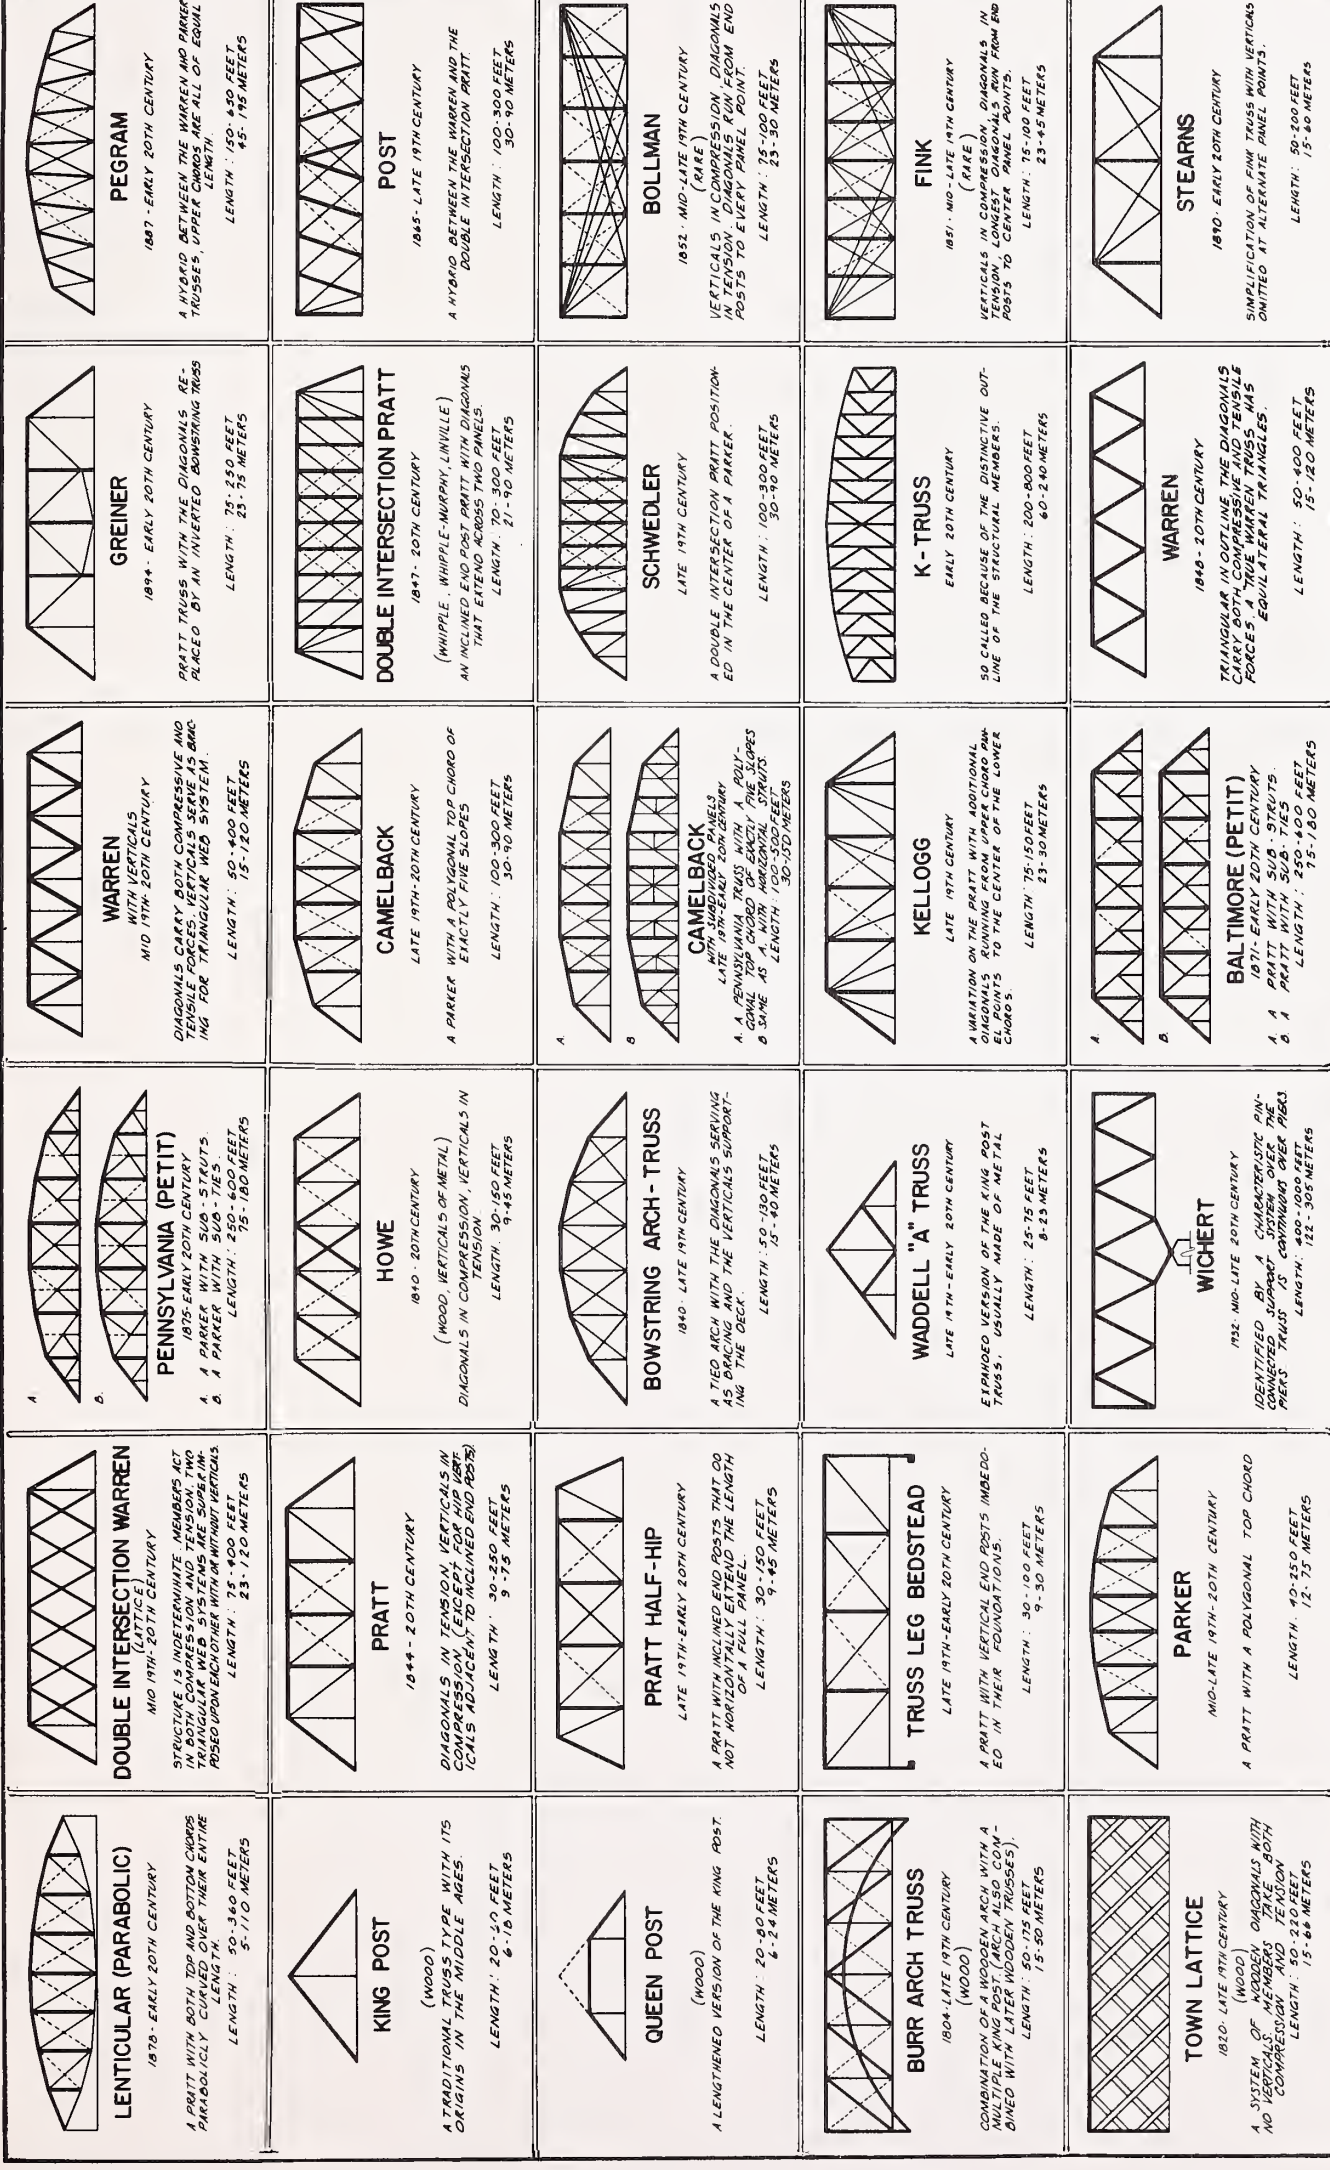 LENTICULAR (PARABOLIC)
1878 - EARLY 20TH CENTURY
A PRATT WITH BOTH TOP AND BOTTOM CHORDS
PARABOLICLY CURVED OVER THEIR ENTIRE
LENGTH.
LENGTH: 50-360 FEET
5-110 METERS
DOUBLE INTERSECTION WARREN
(LATTICE)
MID 19TH-20TH CENTURY
STRUCTURE IS INDETERMINATE. MEMBERS ACT
IN BOTH COMPRESSION AND TENSION. TWO
TRIANGULAR WEB SYSTEMS ARE SUPERIM-
POSED UPON EACH OTHER WITH OR WITHOUT VERTICALS.
LENGTH: 75-400 FEET
23-120 METERS
A.
B.
PENNSYLVANIA (PETIT)
1875-EARLY 20TH CENTURY
A. A PARKER WITH SUB-STRUTS.
B. A PARKER WITH SUB-TIES.
LENGTH: 250-600 FEET
75-180 METERS
WARREN
WITH VERTICALS
MID 19TH-20TH CENTURY
DIAGONALS CARRY BOTH COMPRESSIVE AND
TENSILE FORCES. VERTICALS SERVE AS BRAC-
ING FOR TRIANGULAR WEB SYSTEM.
LENGTH: 50-400 FEET
15-120 METERS
GREINER
1894-EARLY 20TH CENTURY
PRATT TRUSS WITH THE DIAGONALS RE-
PLACED BY AN INVERTED BOWSTRING TRUSS
LENGTH: 75-250 FEET
23-75 METERS
PEGRAM
1887-EARLY 20TH CENTURY
A HYBRID BETWEEN THE WARREN AND PARKER
TRUSSES, UPPER CHORDS ARE ALL OF EQUAL
LENGTH.
LENGTH: 150-650 FEET
45-195 METERS
KING POST
(WOOD)
A TRADITIONAL TRUSS TYPE WITH ITS
ORIGINS IN THE MIDDLE AGES.
LENGTH: FEET
6-18 METERS
PRATT
1844-20TH CENTURY
DIAGONALS IN TENSION, VERTICALS IN
COMPRESSION, (EXCEPT FOR HIP VERT-
ICALS ADJACENT TO INCLINED END POSTS)
LENGTH: 30-250 FEET
9-75 METERS
HOWE
1840-20TH CENTURY
(WOOD, VERTICALS OF METAL)
DIAGONALS IN COMPRESSION, VERTICALS IN
TENSION.
LENGTH. 30-150 FEET
9-45 METERS
CAMELBACK
LATE 19TH-20TH CENTURY
A PARKER WITH A POLYGONAL TOP CHORD OF
EXACTLY FIVE SLOPES
LENGTH: 100-300 FEET
30-90 METERS
DOUBLE INTERSECTION PRATT
1847-20TH CENTURY
(WHIPPLE, WHIPPLE-MURPHY, LINVILLE)
AN INCLINED END POST PRATT WITH DIAGONALS
THAT EXTEND ACROSS TWO PANELS.
LENGTH: 70-300 FEET
21-90 METERS
POST
1865-LATE 19TH CENTURY
A HYBRID BETWEEN THE WARREN AND THE
DOUBLE INTERSECTION PRATT.
LENGTH: 100-300 FEET
30-90 METERS
QUEEN POST
(WOOD)
A LENGTHENED VERSION OF THE KING POST.
LENGTH: 20-80 FEET
6-24 METERS
PRATT HALF-HIP
LATE 19TH-EARLY 20TH CENTURY
A PRATT WITH INCLINED END POSTS THAT DO
NOT HORIZONTALLY EXTEND THE LENGTH
OF A FULL PANEL.
LENGTH: 30-150 FEET
9-45 METERS
BOWSTRING ARCH-TRUSS
1840-LATE 19TH CENTURY
A TIED ARCH WITH THE DIAGONALS SERVING
AS BRACING AND THE VERTICALS SUPPORT-
ING THE DECK.
LENGTH: 50-130 FEET
15-40 METERS
A.
B
CAMELBACK
WITH SUBDIVIDED PANELS
LATE 19TH-EARLY 20TH CENTURY
A. A PENNSYLVANIA TRUSS WITH A POLY-
GONAL TOP CHORD OF EXACTLY FIVE SLOPES
B SAME AS A. WITH HORIZONTAL STRUTS.
LENGTH: 100-500 FEET
30-150 METERS
SCHWEDLER
LATE 19TH CENTURY
A DOUBLE INTERSECTION PRATT POSITION-
ED IN THE CENTER OF A PARKER.
LENGTH: 100-300 FEET
30-90 METERS
BOLLMAN
1852-MID-LATE 19TH CENTURY
(RARE)
VERTICALS IN COMPRESSION, DIAGONALS
IN TENSION. DIAGONALS RUN FROM END
POSTS TO EVERY PANEL POINT.
LENGTH: 75-100 FEET
23-30 METERS
BURR ARCH TRUSS
1804-LATE 19TH CENTURY
(WOOD)
COMBINATION OF A WOODEN ARCH WITH A
MULTIPLE KING POST. (ARCH ALSO COM-
BINED WITH LATER WOODEN TRUSSES).
LENGTH: 50-175 FEET
15-50 METERS
TRUSS LEG BEDSTEAD
LATE 19TH-EARLY 20TH CENTURY
A PRATT WITH VERTICAL END POSTS IMBEDD-
ED IN THEIR FOUNDATIONS.
LENGTH: 30-100 FEET
9-30 METERS
WADDELL "A" TRUSS
LATE 19TH-EARLY 20TH CENTURY
EXPANDED VERSION OF THE KING POST
TRUSS, USUALLY MADE OF METAL
LENGTH: 25-75 FEET
8-23 METERS
KELLOGG
LATE 19TH CENTURY
A VARIATION ON THE PRATT WITH ADDITIONAL
DIAGONALS RUNNING FROM UPPER CHORD PAN-
EL POINTS TO THE CENTER OF THE LOWER
CHORDS.
LENGTH: 75-150 FEET
23-30 METERS
K-TRUSS
EARLY 20TH CENTURY
SO CALLED BECAUSE OF THE DISTINCTIVE OUT-
LINE OF THE STRUCTURAL MEMBERS.
LENGTH: 200-800 FEET
60-240 METERS
FINK
1851-MID-LATE 19TH CENTURY
(RARE)
VERTICALS IN COMPRESSION, DIAGONALS IN
TENSION, LONGEST DIAGONALS RUN FROM END
POSTS TO CENTER PANEL POINTS.
LENGTH: 75-100 FEET
23-45 METERS
TOWN LATTICE
1820-LATE 19TH CENTURY
(WOOD)
A SYSTEM OF WOODEN DIAGONALS WITH
NO VERTICALS. MEMBERS TAKE BOTH
COMPRESSION AND TENSION
LENGTH: 50-220 FEET
15-66 METERS
PARKER
MID-LATE 19TH-20TH CENTURY
A PRATT WITH A POLYGONAL TOP CHORD
LENGTH: 40-250 FEET
12-75 METERS
WICHERT
1932-MID-LATE 20TH CENTURY
IDENTIFIED BY A CHARACTERISTIC PIN-
CONNECTED SUPPORT SYSTEM OVER THE
PIERS. TRUSS IS CONTINUOUS OVER PIERS.
LENGTH: 400-1000 FEET
122-305 METERS
A.
B.
BALTIMORE (PETIT)
1871-EARLY 20TH CENTURY
A. A PRATT WITH SUB-STRUTS.
B. A PRATT WITH SUB-TIES
LENGTH: 250-600 FEET
75-180 METERS
WARREN
1848-20TH CENTURY
TRIANGULAR IN OUTLINE, THE DIAGONALS
CARRY BOTH COMPRESSIVE AND TENSILE
FORCES. A TRUE WARREN TRUSS HAS
EQUILATERAL TRIANGLES.
LENGTH: 50-400 FEET
15-120 METERS
STEARNS
1890-EARLY 20TH CENTURY
SIMPLIFICATION OF FINK TRUSS WITH VERTICALS
OMITTED AT ALTERNATE PANEL POINTS.
LENGTH: 50-200 FEET
15-60 METERS